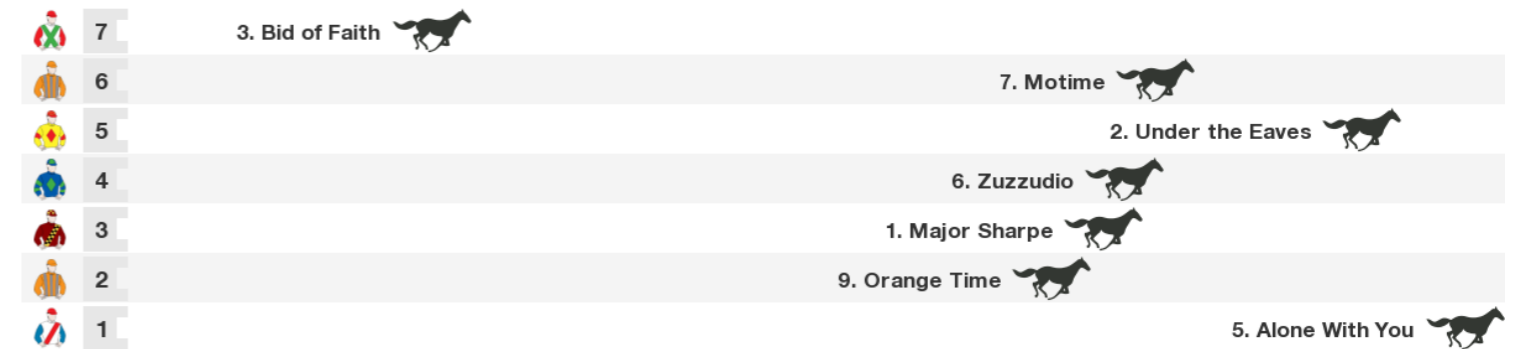 7 3. Bid of Faith
6 7. Motime
5 2. Under the Eaves
4 6. Zuzzudio
3 1. Major Sharpe
2 9. Orange Time
1 5. Alone With You